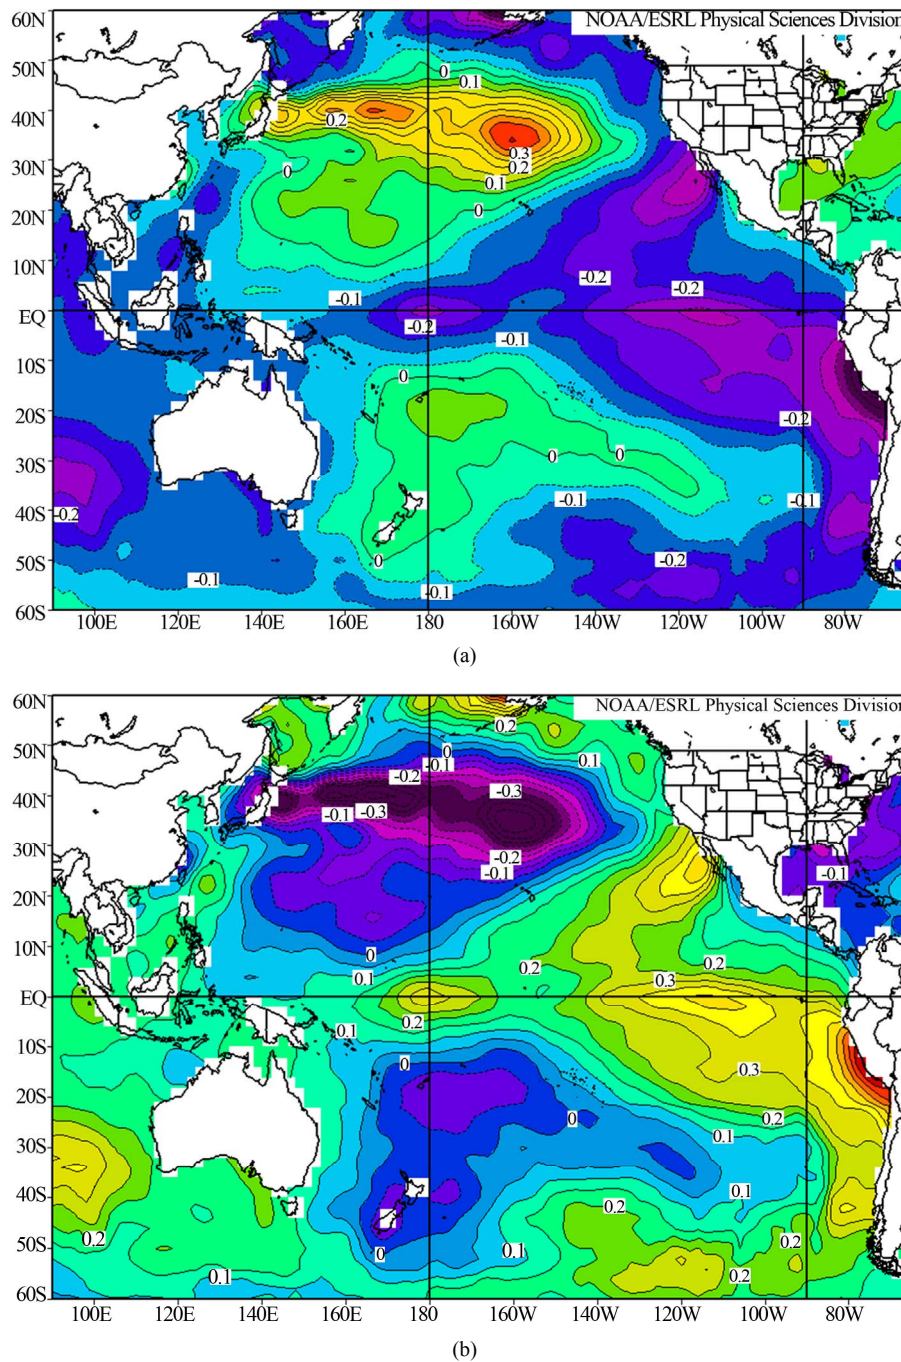 NOAA/ESRL Physical Sciences Division
60N
50N
40N
30N
20N
10N
EQ
10S
20S
30S
40S
50S
60S
0
0.1
0.2
0.3
0.2
0.1
0
0
-0.1
-0.2
-0.2
-0.2
-0.1
0
-0.2
0
0
-0.1
-0.1
-0.2
0
-0.2
-0.1
-0.1
100E 120E 140E 160E 180 160W 140W 120W 100W 80W
(a)
NOAA/ESRL Physical Sciences Division
60N
50N
40N
30N
20N
10N
EQ
10S
20S
30S
40S
50S
60S
0.2
0
-0.1
0.1
-0.2
-0.3
-0.1
-0.3
-0.2
-0.1
-0.1
0
0.1
0.2
0.2
0.3
0.2
0.1
0
0.3
0
0.2
0.1
0.1
0.2
0.2
0
0.1
0.2
0.1
0.2
100E 120E 140E 160E 180 160W 140W 120W 100W 80W
(b)